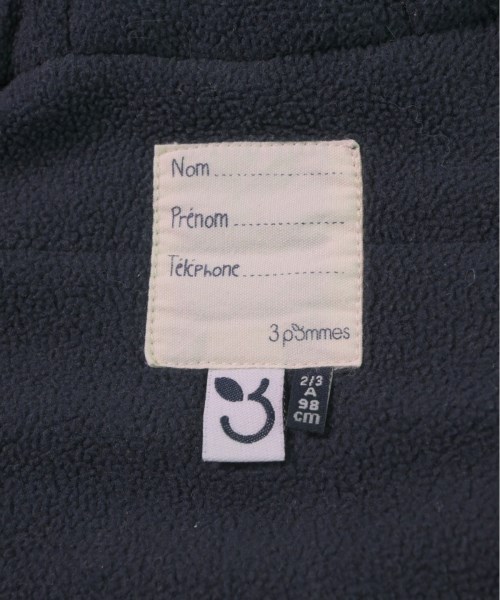 Nom
Prénom
Téléphone
3 pommes
2/3
A
98
cm